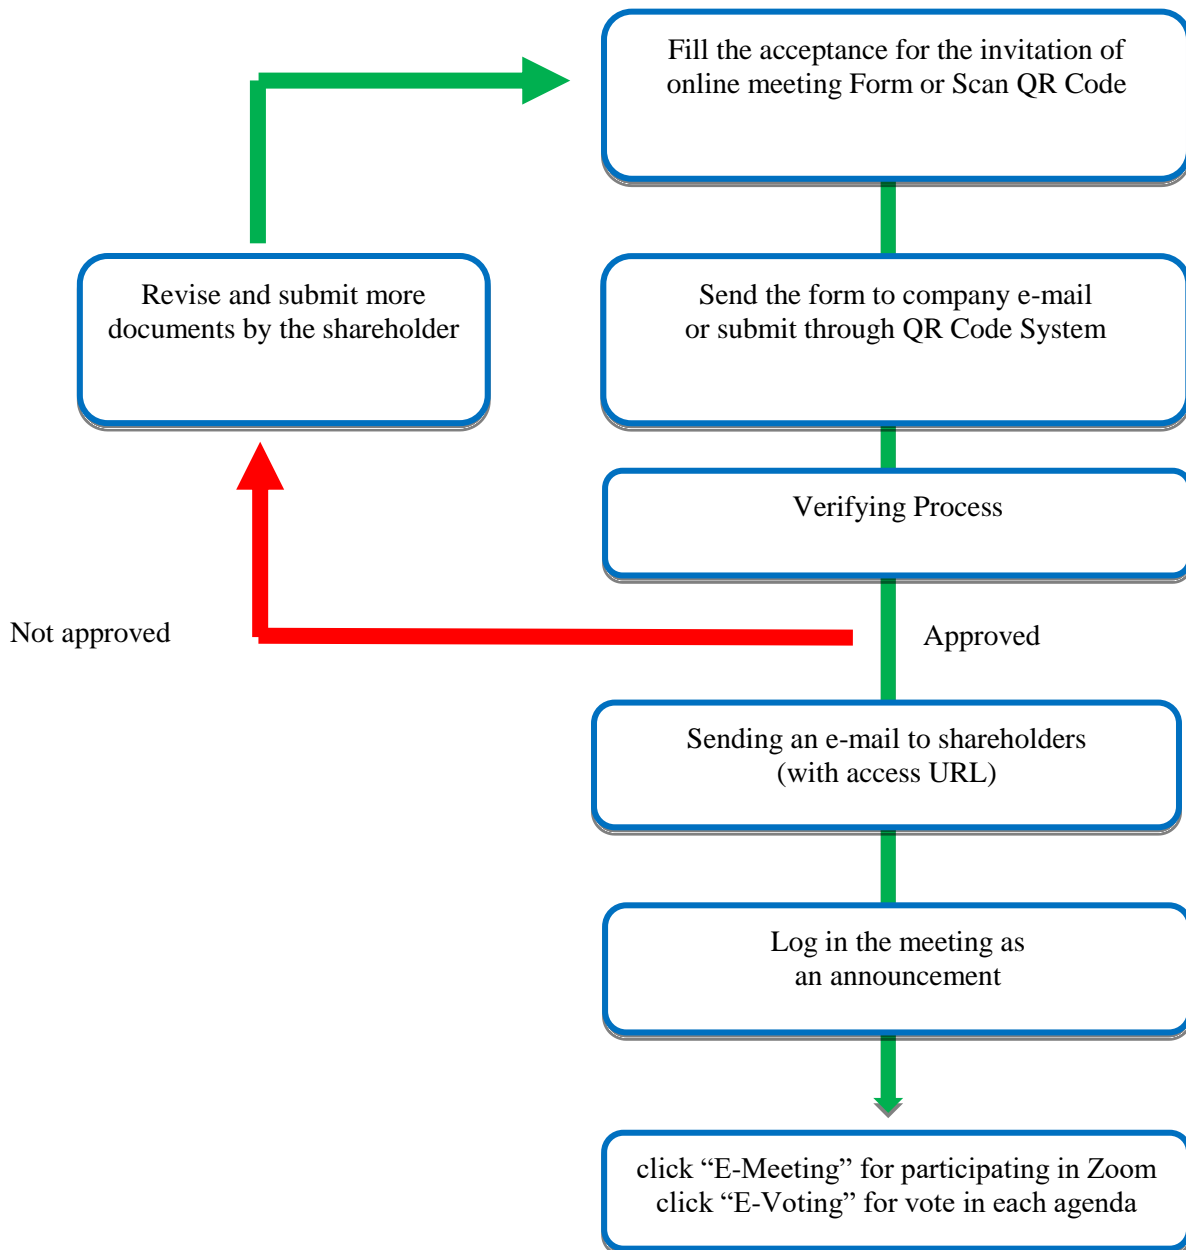 Fill the acceptance for the invitation of
online meeting Form or Scan QR Code
Revise and submit more
documents by the shareholder
Send the form to company e-mail
or submit through QR Code System
Verifying Process
Not approved
Approved
Sending an e-mail to shareholders
(with access URL)
Log in the meeting as
an announcement
click “E-Meeting” for participating in Zoom
click “E-Voting” for vote in each agenda